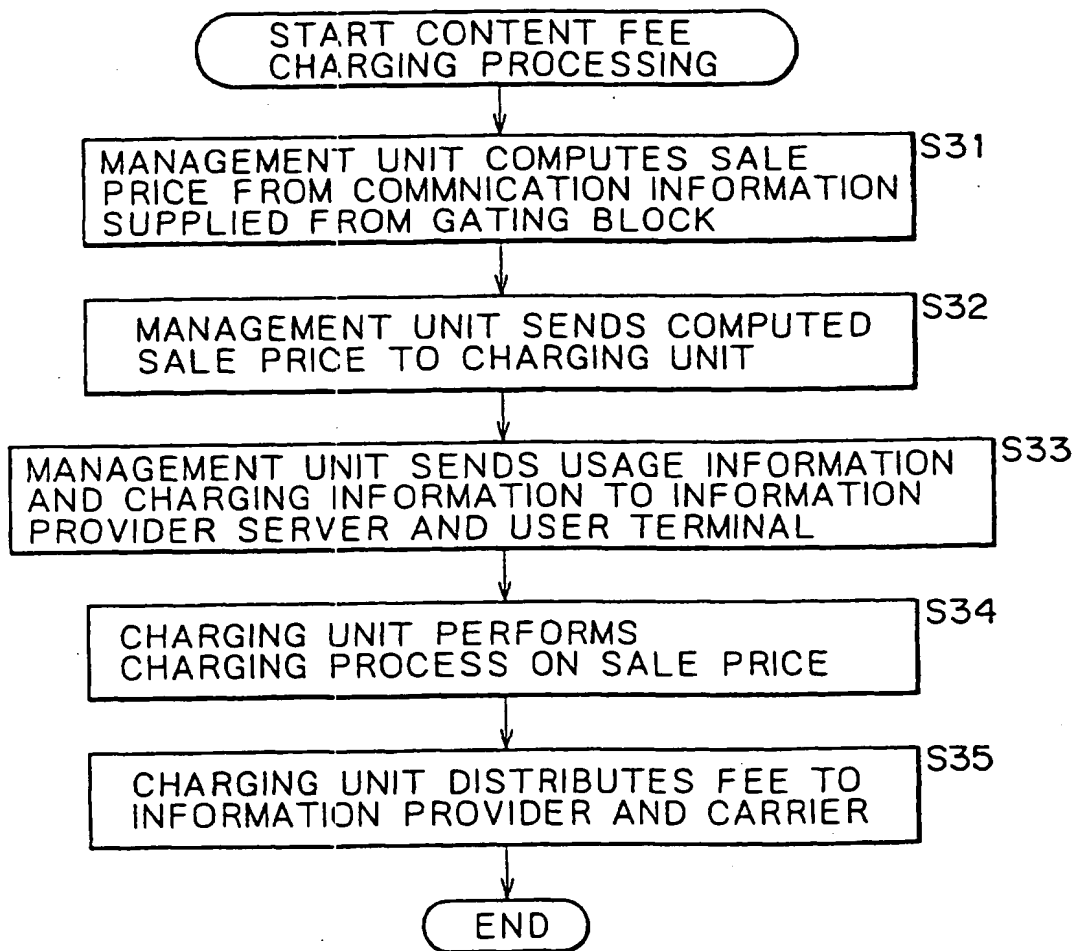 START CONTENT FEE
CHARGING PROCESSING
S31
MANAGEMENT UNIT COMPUTES SALE
PRICE FROM COMMNICATION INFORMATION
SUPPLIED FROM GATING BLOCK
S32
MANAGEMENT UNIT SENDS COMPUTED
SALE PRICE TO CHARGING UNIT
S33
MANAGEMENT UNIT SENDS USAGE INFORMATION
AND CHARGING INFORMATION TO INFORMATION
PROVIDER SERVER AND USER TERMINAL
S34
CHARGING UNIT PERFORMS
CHARGING PROCESS ON SALE PRICE
S35
CHARGING UNIT DISTRIBUTES FEE TO
INFORMATION PROVIDER AND CARRIER
END